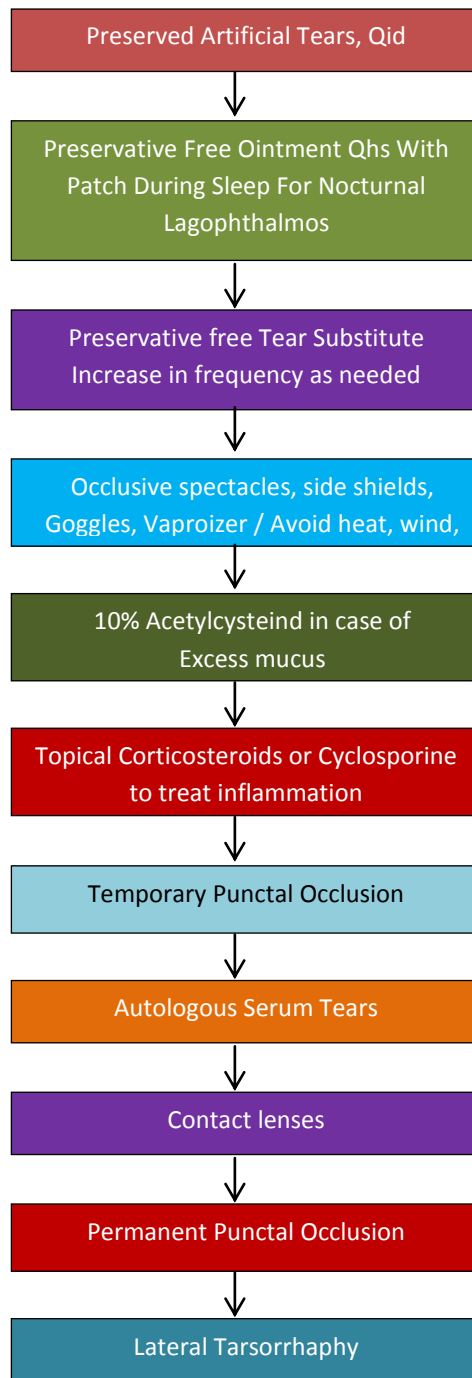 Preserved Artificial Tears, Qid
Preservative Free Ointment Qhs With
Patch During Sleep For Nocturnal
Lagophthalmos
Preservative free Tear Substitute
Increase in frequency as needed
Occlusive spectacles, side shields,
Goggles, Vaproizer / Avoid heat, wind,
10% Acetylcysteind in case of
Excess mucus
Topical Corticosteroids or Cyclosporine
to treat inflammation
Temporary Punctal Occlusion
Autologous Serum Tears
Contact lenses
Permanent Punctal Occlusion
Lateral Tarsorrhaphy